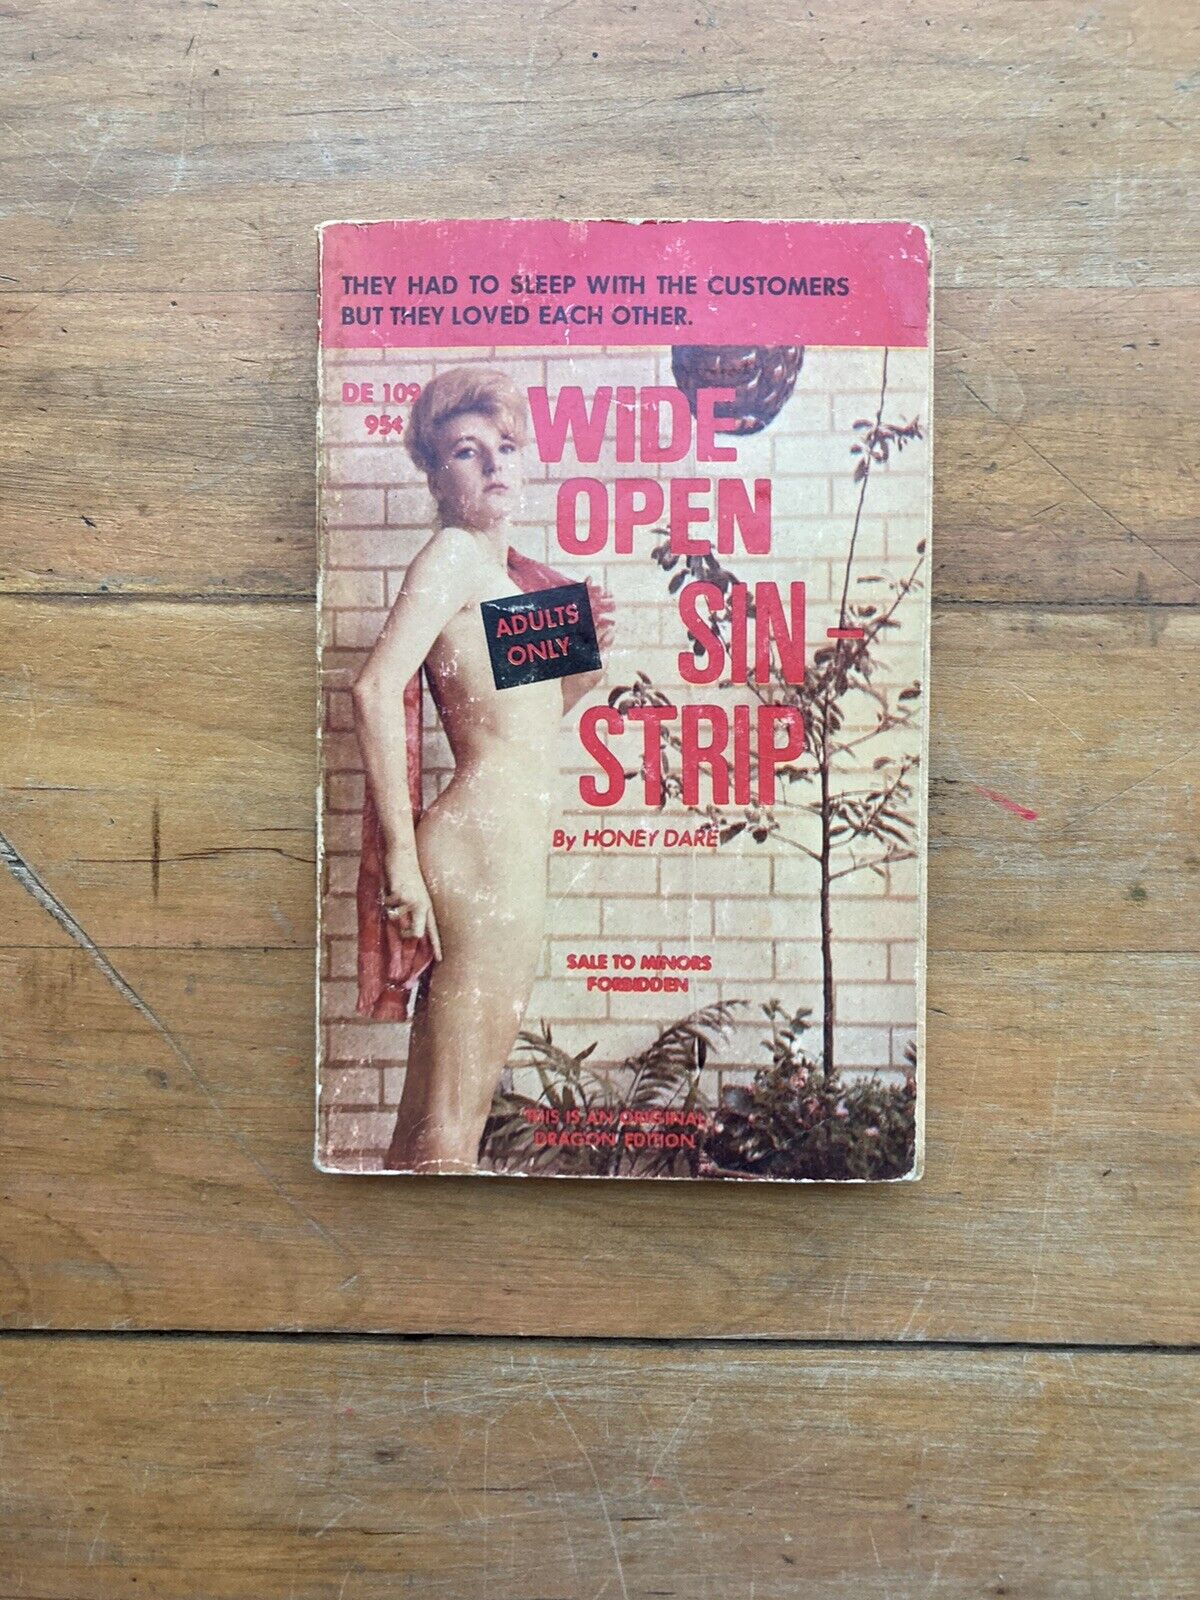 THEY HAD TO SLEEP WITH THE CUSTOMERS
BUT THEY LOVED EACH OTHER.
DE 109
95¢
WIDE
OPEN
SIN-
STRIP
ADULTS
ONLY
By HONEY DARE
SALE TO MINORS
FORBIDDEN
THIS IS AN ORIGINAL
DRAGON EDITION